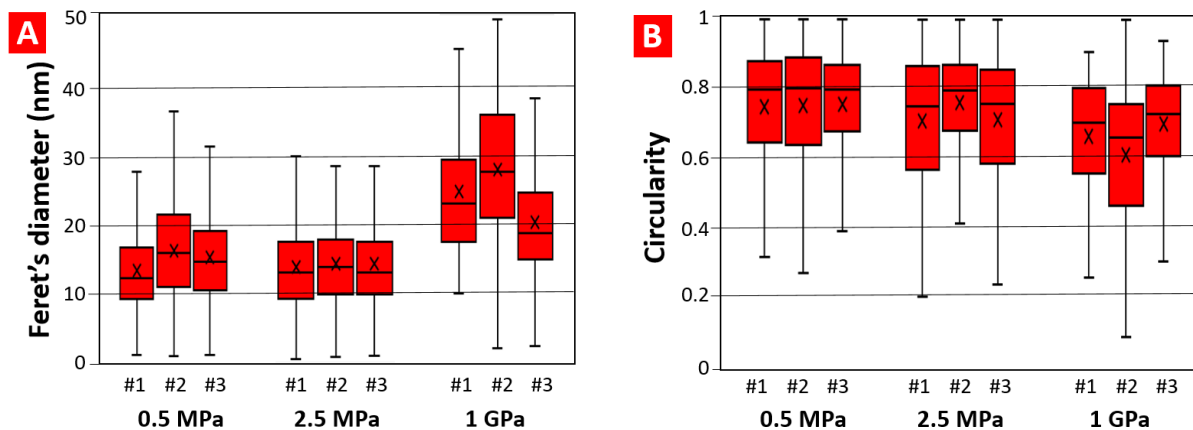 A
Feret's diameter (nm)
50
40
30
20
10
0
#1 #2 #3 #1 #2 #3 #1 #2 #3
0.5 MPa 2.5 MPa 1 GPa
B
Circularity
1
0.8
0.6
0.4
0.2
0
#1 #2 #3 #1 #2 #3 #1 #2 #3
0.5 MPa 2.5 MPa 1 GPa